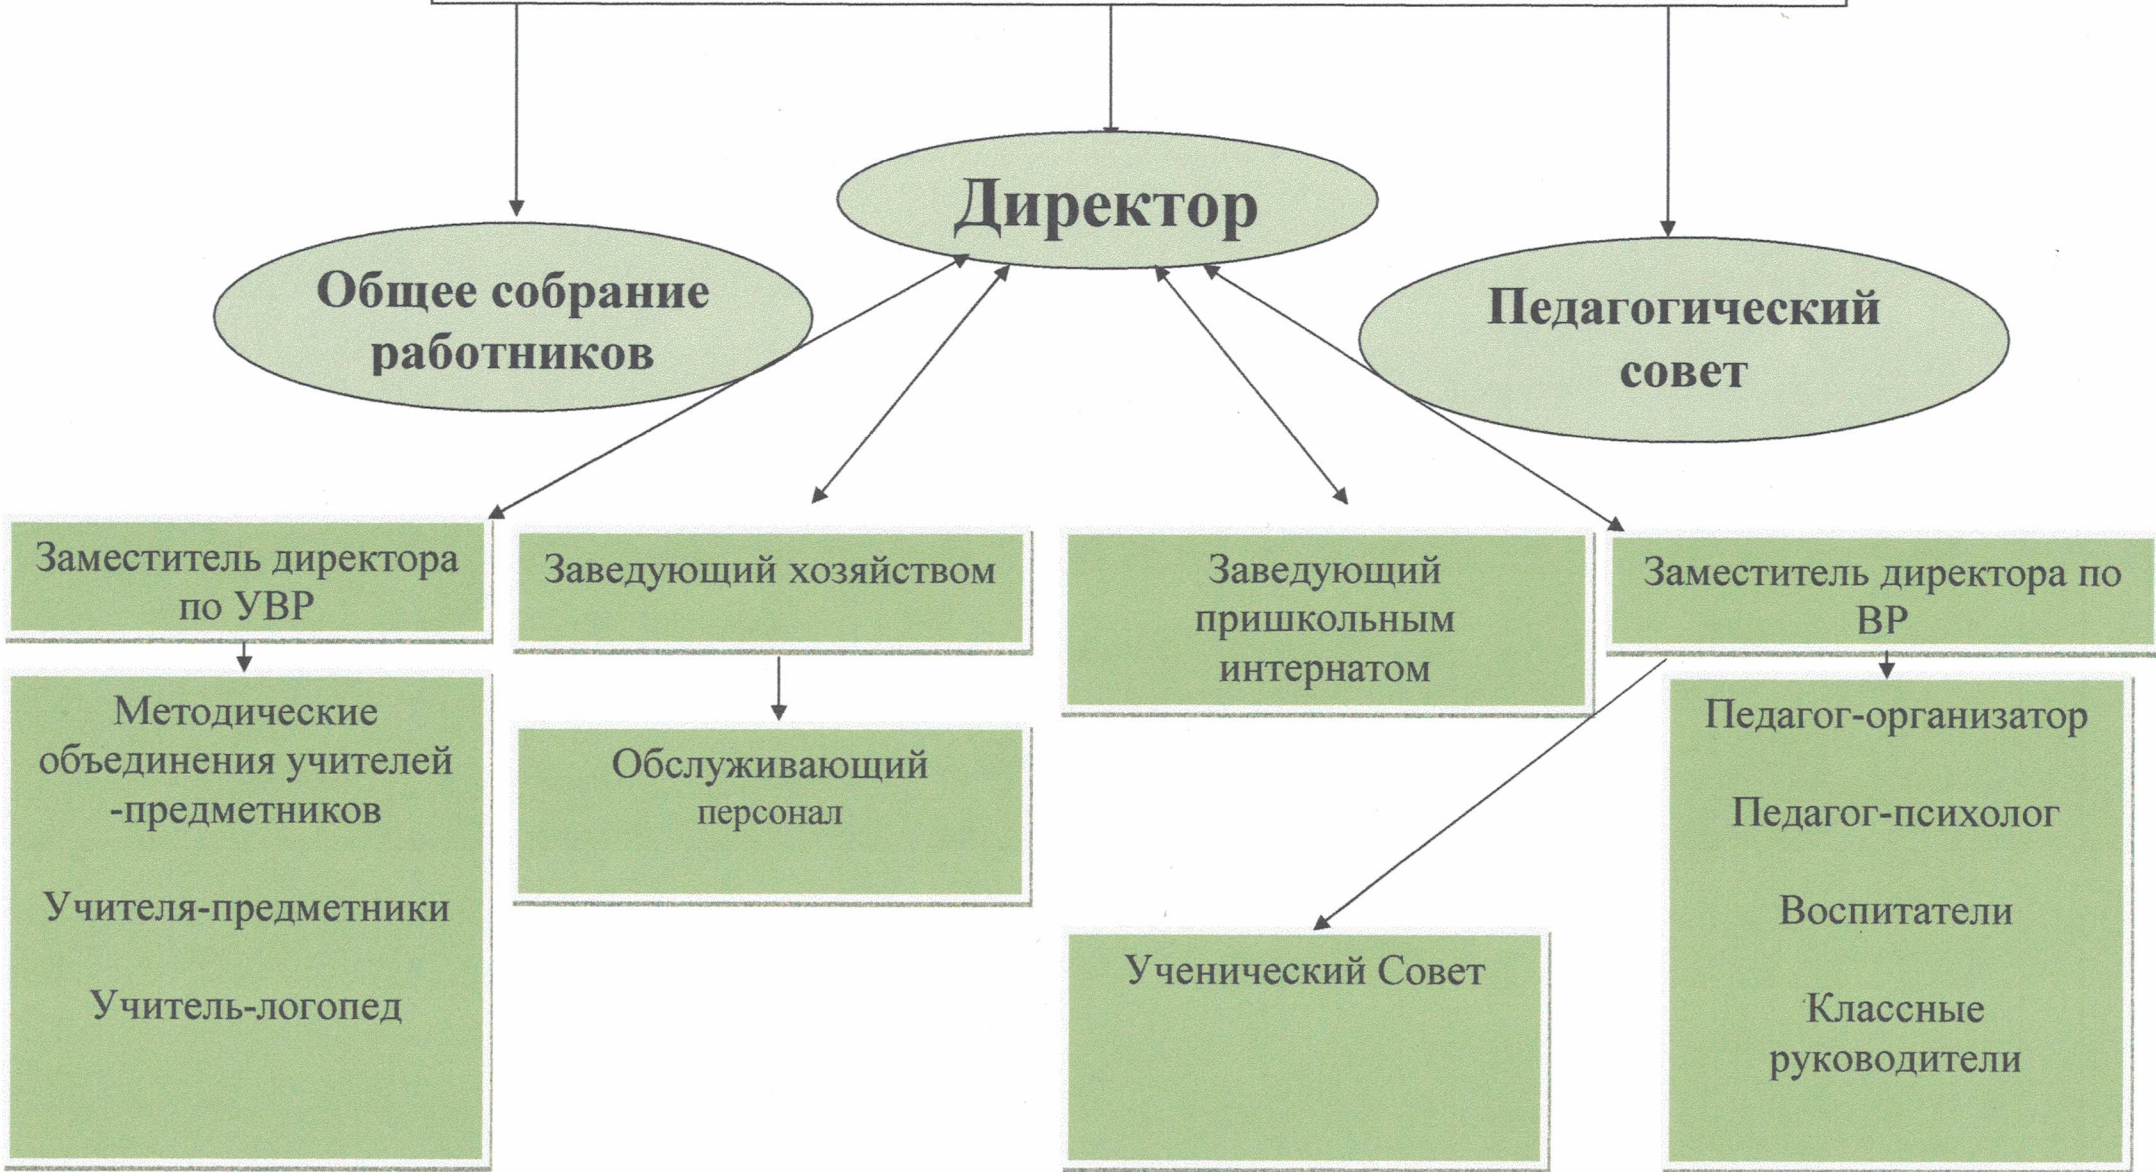 Директор
Общее собрание
работников
Педагогический
совет
Заместитель директора
по УВР
Заведующий хозяйством
Заведующий
пришкольным
интернатом
Заместитель директора по
ВР
Методические
объединения учителей
-предметников
Учителя-предметники
Учитель-логопед
Обслуживающий
персонал
Ученический Совет
Педагог-организатор
Педагог-психолог
Воспитатели
Классные
руководители